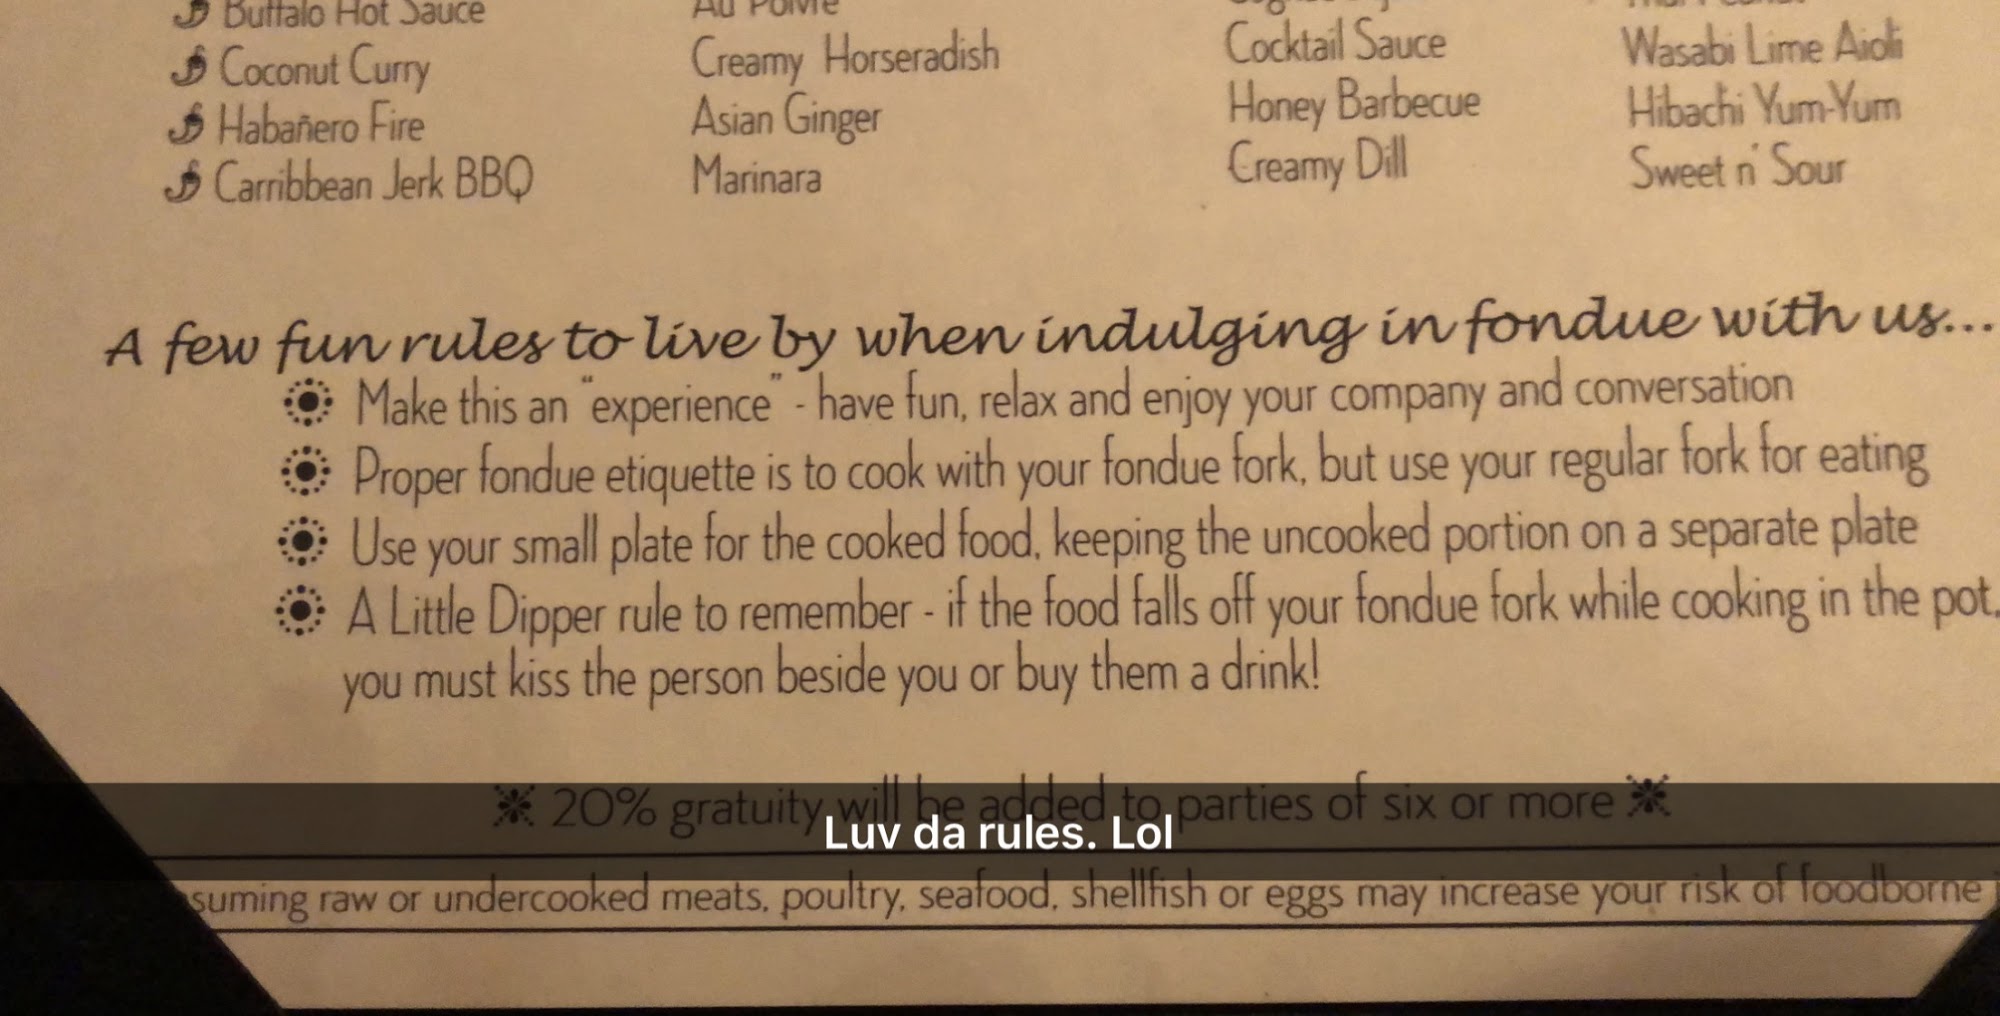 Buffalo Hot Sauce
Coconut Curry
Habañero Fire
Carribbean Jerk BBQ
Au Poivre
Creamy Horseradish
Asian Ginger
Marinara
Cocktail Sauce
Honey Barbecue
Creamy Dill
Wasabi Lime Aioli
Hibachi Yum-Yum
Sweet n' Sour
A few fun rules to live by when indulging in fondue with us...
Make this an "experience" - have fun, relax and enjoy your company and conversation
Proper fondue etiquette is to cook with your fondue fork, but use your regular fork for eating
Use your small plate for the cooked food, keeping the uncooked portion on a separate plate
A Little Dipper rule to remember - if the food falls off your fondue fork while cooking in the pot,
you must kiss the person beside you or buy them a drink!
20% gratuity will be added to parties of six or more
Luv da rules. Lol
suming raw or undercooked meats, poultry, seafood, shellfish or eggs may increase your risk of foodborne